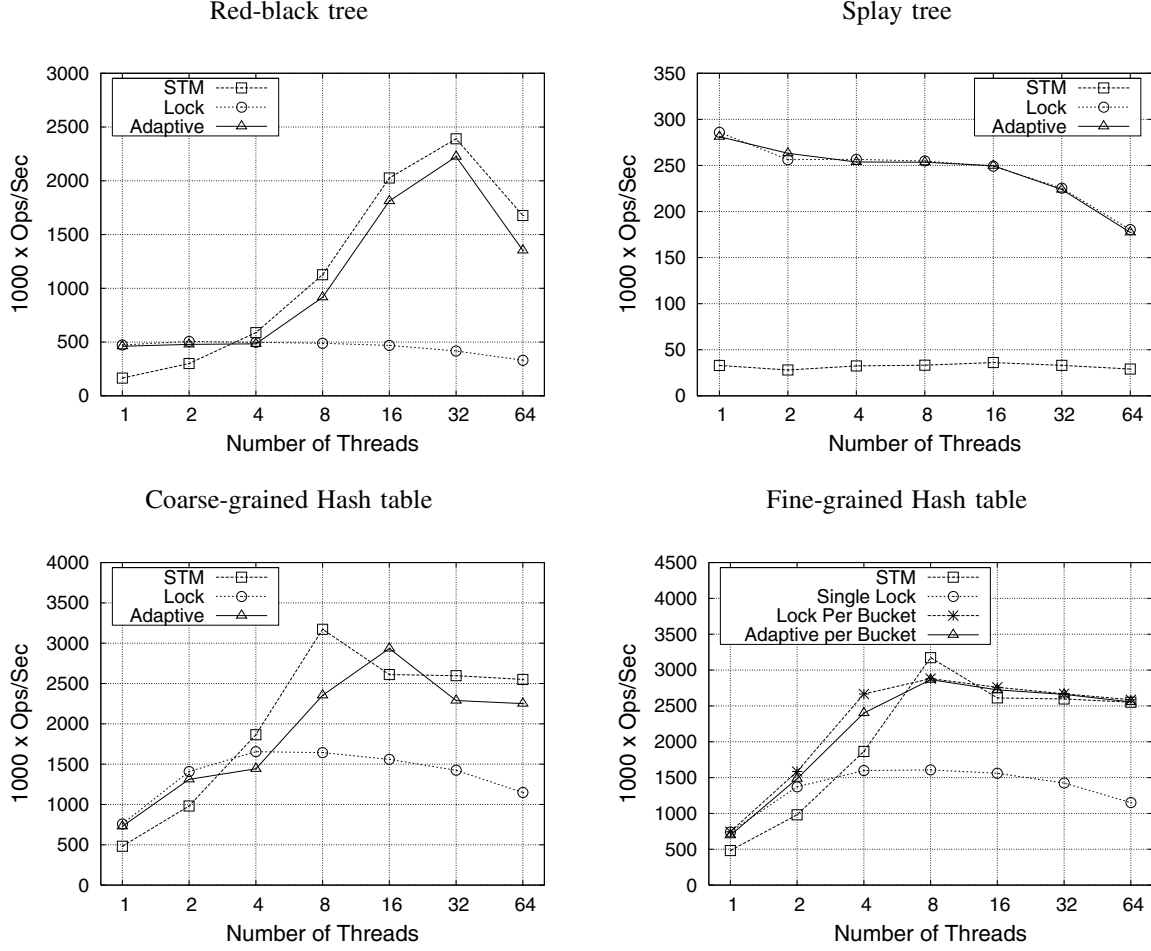 Red-black tree
3000
2500
2000
1500
1000
500
0
1000 x Ops/Sec
STM
Lock
Adaptive
1 2 4 8 16 32 64
Number of Threads
Splay tree
350
300
250
200
150
100
50
0
1000 x Ops/Sec
STM
Lock
Adaptive
1 2 4 8 16 32 64
Number of Threads
Coarse-grained Hash table
4000
3500
3000
2500
2000
1500
1000
500
0
1000 x Ops/Sec
STM
Lock
Adaptive
1 2 4 8 16 32 64
Number of Threads
Fine-grained Hash table
4500
4000
3500
3000
2500
2000
1500
1000
500
0
1000 x Ops/Sec
STM
Single Lock
Lock Per Bucket
Adaptive per Bucket
1 2 4 8 16 32 64
Number of Threads